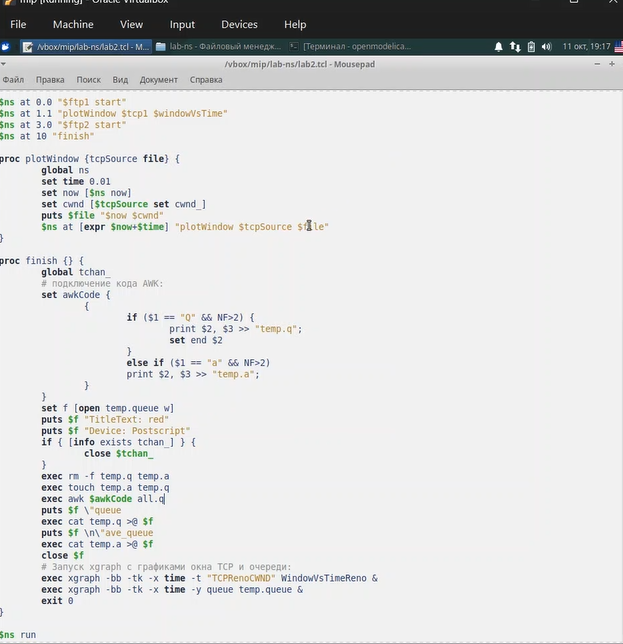 mip [Running] - Oracle VirtualBox
File Machine View Input Devices Help
/vbox/mip/lab-ns/lab2.tcl - M... lab-ns - Файловый менедж... [Терминал - openmodelica... 11 окт, 19:17
/vbox/mip/lab-ns/lab2.tcl - Mousepad
Файл Правка Поиск Вид Документ Справка
$ns at 0.0 "$ftp1 start"
$ns at 1.1 "plotWindow $tcp1 $windowVsTime"
$ns at 3.0 "$ftp2 start"
$ns at 10 "finish"
proc plotWindow {tcpSource file} {
global ns
set time 0.01
set now [$ns now]
set cwnd [$tcpSource set cwnd_]
puts $file "$now $cwnd"
$ns at [expr $now+$time] "plotWindow $tcpSource $file"
}
proc finish {} {
global tchan_
# подключение кода AWK:
set awkCode {
{
if ($1 == "Q" && NF>2) {
print $2, $3 >> "temp.q";
set end $2
}
else if ($1 == "a" && NF>2)
print $2, $3 >> "temp.a";
}
}
set f [open temp.queue w]
puts $f "TitleText: red"
puts $f "Device: Postscript"
if { [info exists tchan_] } {
close $tchan_
}
exec rm -f temp.q temp.a
exec touch temp.a temp.q
exec awk $awkCode all.q
puts $f \"queue
exec cat temp.q >@ $f
puts $f \n\"ave_queue
exec cat temp.a >@ $f
close $f
# Запуск xgraph с графиками окна TCP и очереди:
exec xgraph -bb -tk -x time -t "TCPRenoCWND" WindowVsTimeReno &
exec xgraph -bb -tk -x time -y queue temp.queue &
exit 0
}
$ns run